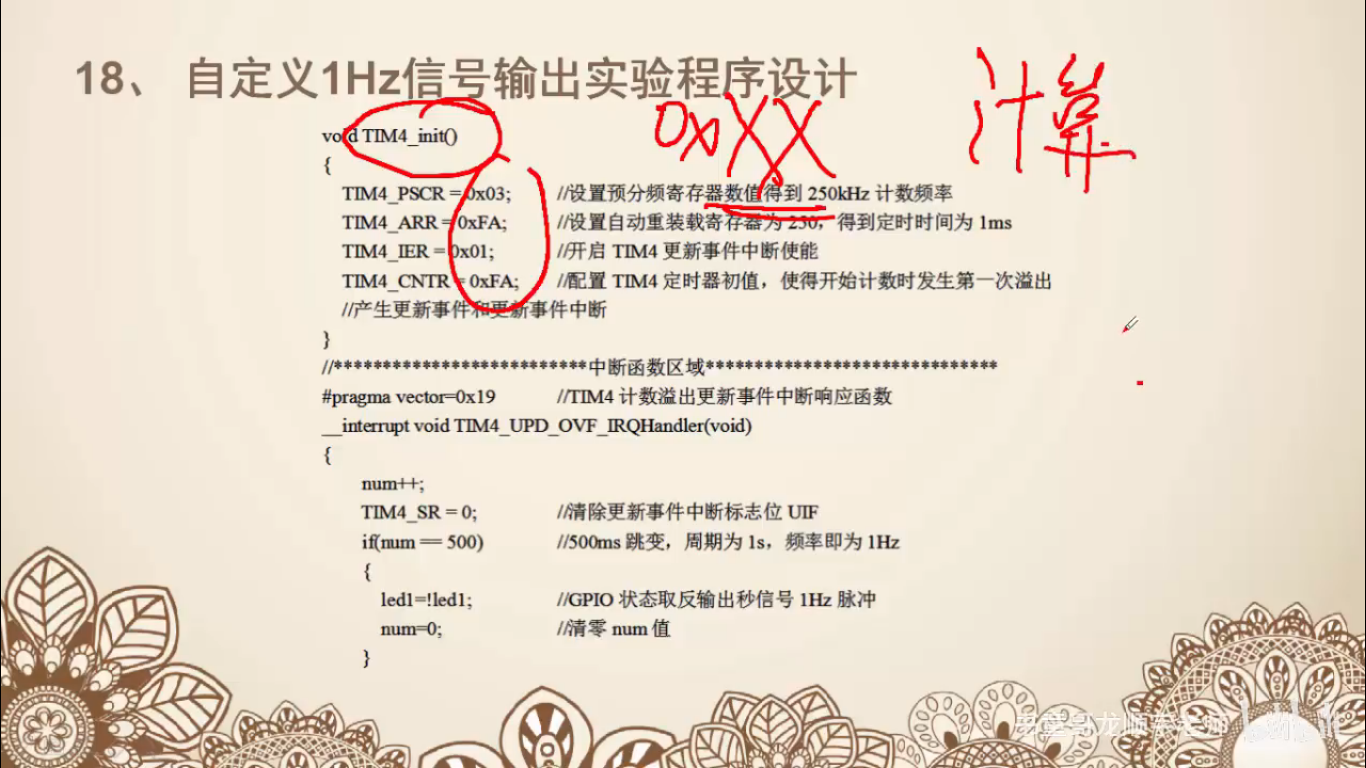 18、 自定义1Hz信号输出实验程序设计
计算
0xXX
void TIM4_init()
{
TIM4_PSCR = 0x03; //设置预分频寄存器数值得到 250kHz 计数频率
TIM4_ARR = 0xFA; //设置自动重装载寄存器为 250，得到定时时间为 1ms
TIM4_IER = 0x01; //开启 TIM4 更新事件中断使能
TIM4_CNTR = 0xFA; //配置 TIM4 定时器初值，使得开始计数时发生第一次溢出
//产生更新事件和更新事件中断
}
//**************************中断函数区域******************************
#pragma vector=0x19 //TIM4 计数溢出更新事件中断响应函数
__interrupt void TIM4_UPD_OVF_IRQHandler(void)
{
num++;
TIM4_SR = 0; //清除更新事件中断标志位 UIF
if(num == 500) //500ms 跳变，周期为 1s，频率即为 1Hz
{
led1=!led1; //GPIO 状态取反输出秒信号 1Hz 脉冲
num=0; //清零 num 值
}